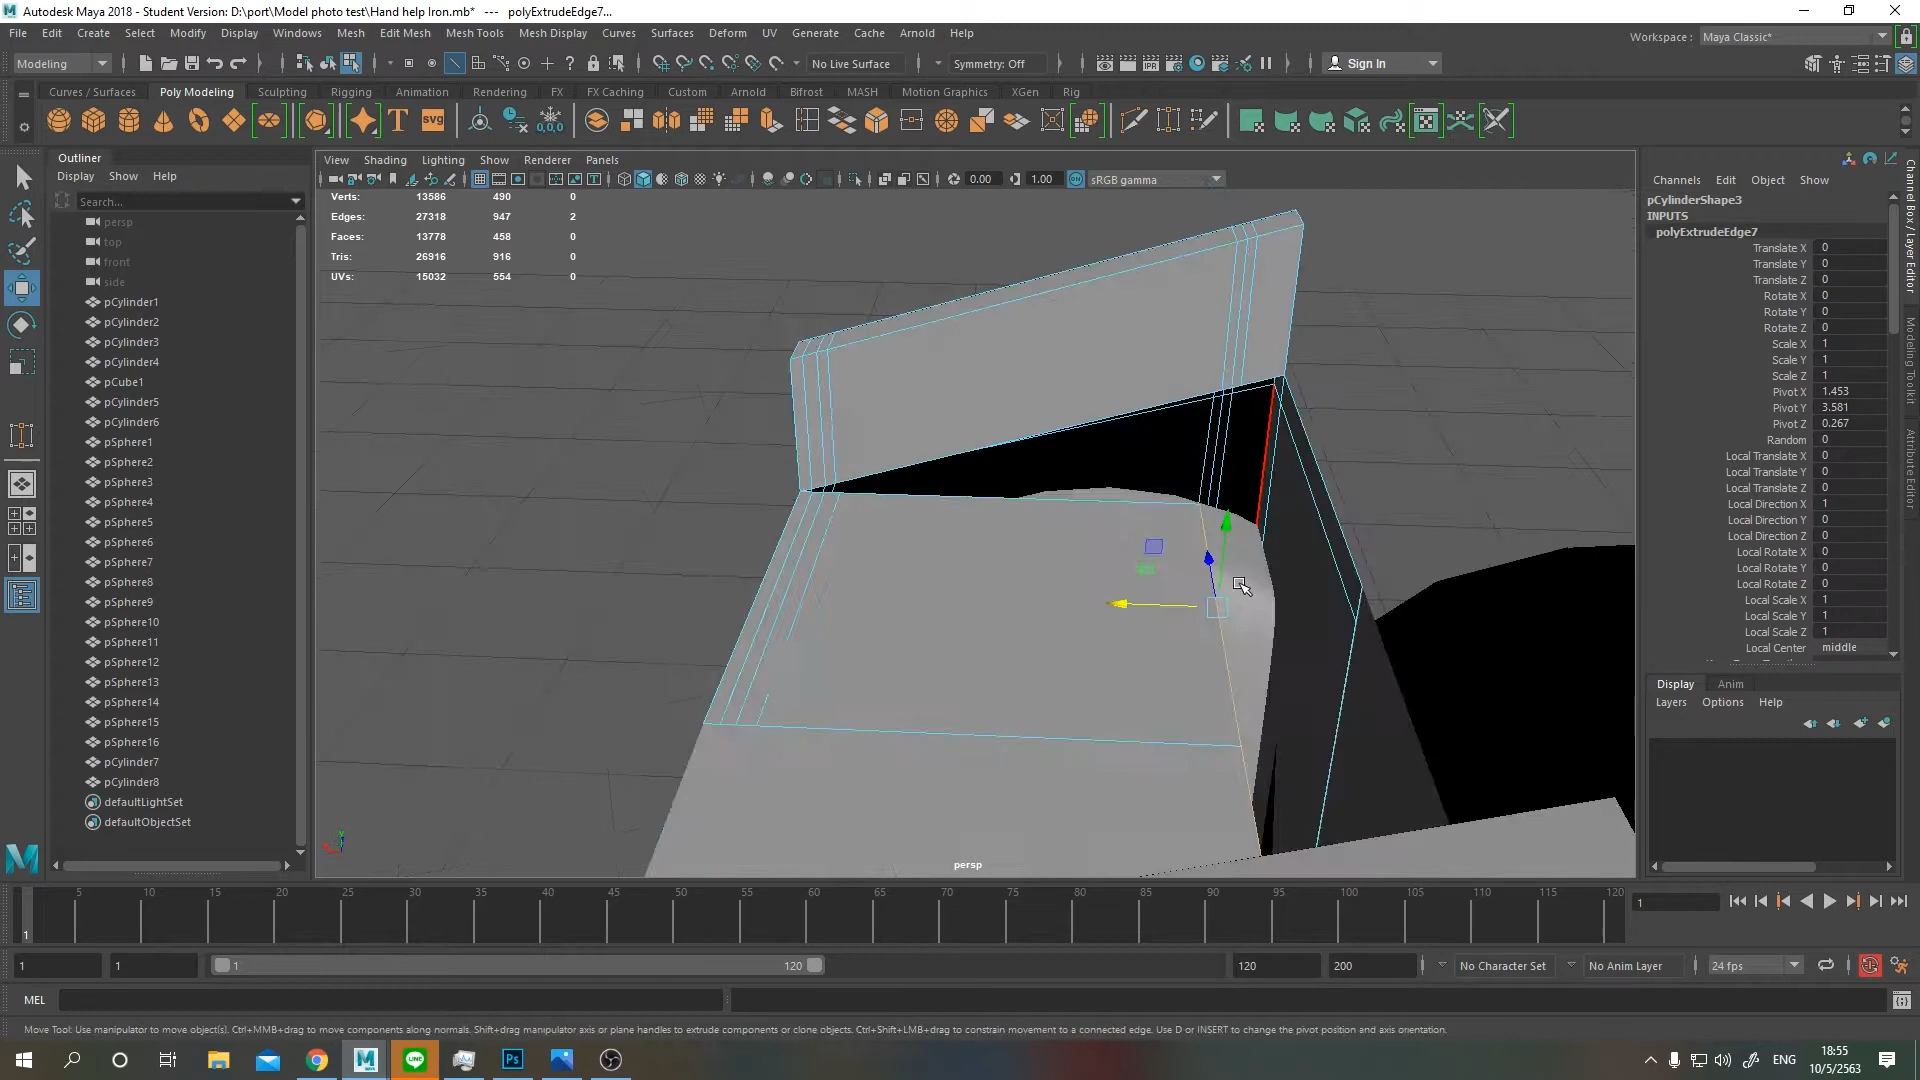 Autodesk Maya 2018 - Student Version: D:\port\Model photo test\Hand help Iron.mb* --- polyExtrudeEdge7...
File Edit Create Select Modify Display Windows Mesh Edit Mesh Mesh Tools Mesh Display Curves Surfaces Deform UV Generate Cache Arnold Help
Workspace : Maya Classic*
Modeling No Live Surface Symmetry: Off Sign In
Curves / Surfaces Poly Modeling Sculpting Rigging Animation Rendering FX FX Caching Custom Arnold Bifrost MASH Motion Graphics XGen Rig
T svg 0,0,0
Outliner
Display Show Help
Search...
persp
top
front
side
pCylinder1
pCylinder2
pCylinder3
pCylinder4
pCube1
pCylinder5
pCylinder6
pSphere1
pSphere2
pSphere3
pSphere4
pSphere5
pSphere6
pSphere7
pSphere8
pSphere9
pSphere10
pSphere11
pSphere12
pSphere13
pSphere14
pSphere15
pSphere16
pCylinder7
pCylinder8
defaultLightSet
defaultObjectSet
View Shading Lighting Show Renderer Panels
0.00 1.00 sRGB gamma
Verts: 13586 490 0
Edges: 27318 947 2
Faces: 13778 458 0
Tris: 26916 916 0
UVs: 15032 554 0
persp
Channels Edit Object Show
pCylinderShape3
INPUTS
polyExtrudeEdge7
Translate X 0
Translate Y 0
Translate Z 0
Rotate X 0
Rotate Y 0
Rotate Z 0
Scale X 1
Scale Y 1
Scale Z 1
Pivot X 1.453
Pivot Y 3.581
Pivot Z 0.267
Random 0
Local Translate X 0
Local Translate Y 0
Local Translate Z 0
Local Direction X 1
Local Direction Y 0
Local Direction Z 0
Local Rotate X 0
Local Rotate Y 0
Local Rotate Z 0
Local Scale X 1
Local Scale Y 1
Local Scale Z 1
Local Center middle
Channel Box / Layer Editor
Modeling Toolkit
Attribute Editor
Display Anim
Layers Options Help
5 10 15 20 25 30 35 40 45 50 55 60 65 70 75 80 85 90 95 100 105 110 115 120
1
1
1 1 1 120 120 200 No Character Set No Anim Layer 24 fps
MEL
Move Tool: Use manipulator to move object(s). Ctrl+MMB+drag to move components along normals. Shift+drag manipulator axis or plane handles to extrude components or clone objects. Ctrl+Shift+LMB+drag to constrain movement to a connected edge. Use D or INSERT to change the pivot position and axis orientation.
LINE Ps ENG 18:55
10/5/2563